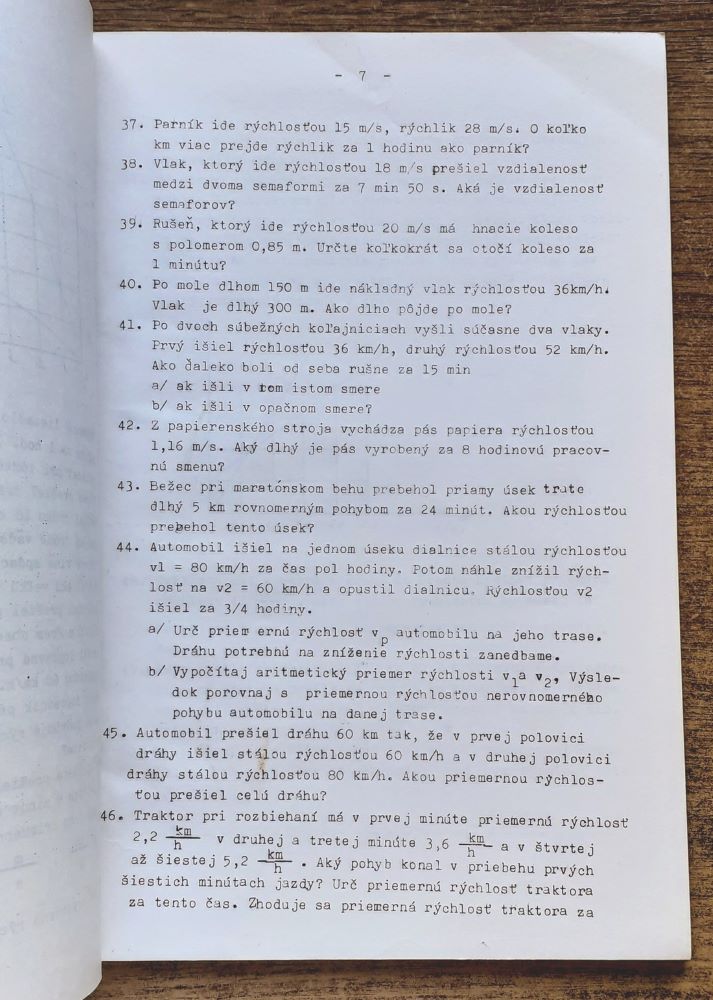 - 7 -
37. Parník ide rýchlosťou 15 m/s, rýchlik 28 m/s. O koľko
km viac prejde rýchlik za 1 hodinu ako parník?
38. Vlak, ktorý ide rýchlosťou 18 m/s prešiel vzdialenosť
medzi dvoma semaformi za 7 min 50 s. Aká je vzdialenosť
semaforov?
39. Rušeň, ktorý ide rýchlosťou 20 m/s má hnacie koleso
s polomerom 0,85 m. Určte koľkokrát sa otočí koleso za
1 minútu?
40. Po mole dlhom 150 m ide nákladný vlak rýchlosťou 36km/h.
Vlak je dlhý 300 m. Ako dlho pôjde po mole?
41. Po dvoch súbežných koľajniciach vyšli súčasne dva vlaky.
Prvý išiel rýchlosťou 36 km/h, druhý rýchlosťou 52 km/h.
Ako ďaleko boli od seba rušne za 15 min
a/ ak išli v tom istom smere
b/ ak išli v opačnom smere?
42. Z papierenského stroja vychádza pás papiera rýchlosťou
1,16 m/s. Aký dlhý je pás vyrobený za 8 hodinovú pracov-
nú smenu?
43. Bežec pri maratónskom behu prebehol priamy úsek trate
dlhý 5 km rovnomerným pohybom za 24 minút. Akou rýchlosťou
prebehol tento úsek?
44. Automobil išiel na jednom úseku dialnice stálou rýchlosťou
v1 = 80 km/h za čas pol hodiny. Potom náhle znížil rých-
losť na v2 = 60 km/h a opustil dialnicu. Rýchlosťou v2
išiel za 3/4 hodiny.
a/ Urč priem ernú rýchlosť vp automobilu na jeho trase.
Dráhu potrebnú na zníženie rýchlosti zanedbame.
b/ Vypočítaj aritmetický priemer rýchlosti v1a v2, Výsle-
dok porovnaj s priemernou rýchlosťou nerovnomerného
pohybu automobilu na danej trase.
45. Automobil prešiel dráhu 60 km tak, že v prvej polovici
dráhy išiel stálou rýchlosťou 60 km/h a v druhej polovici
dráhy stálou rýchlosťou 80 km/h. Akou priemernou rýchlos-
ťou prešiel celú dráhu?
46. Traktor pri rozbiehaní má v prvej minúte priemernú rýchlosť
2,2 km/h v druhej a tretej minúte 3,6 km/h a v štvrtej
až šiestej 5,2 km/h . Aký pohyb konal v priebehu prvých
šiestich minútach jazdy? Urč priemernú rýchlosť traktora
za tento čas. Zhoduje sa priemerná rýchlosť traktora za